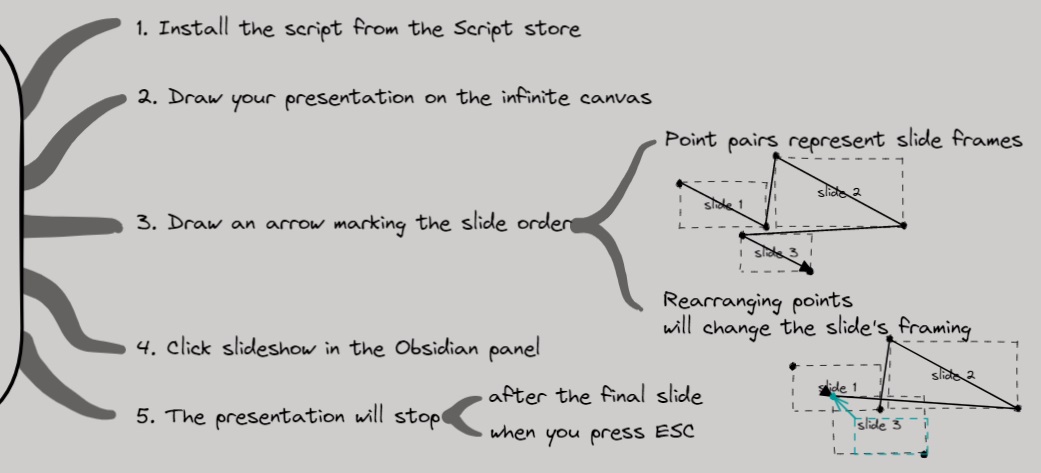 1. Install the script from the Script store
2. Draw your presentation on the infinite canvas
3. Draw an arrow marking the slide order
Point pairs represent slide frames
slide 1
slide 2
slide 3
Rearranging points
will change the slide's framing
slide 1
slide 2
slide 3
4. Click slideshow in the Obsidian panel
5. The presentation will stop
after the final slide
when you press ESC